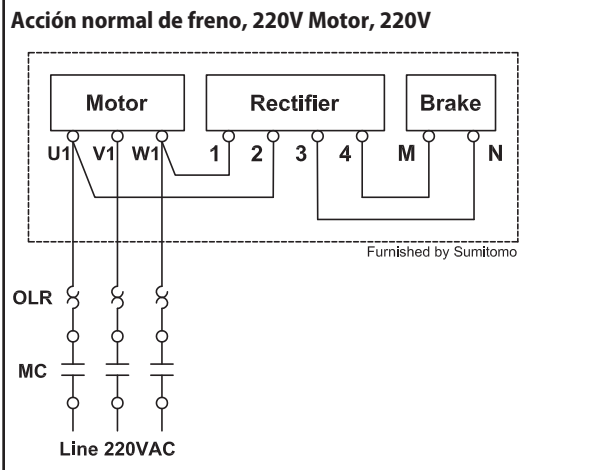 Acción normal de freno, 220V Motor, 220V
Motor
Rectifier
Brake
U1 V1 W1 1 2 3 4 M N
Furnished by Sumitomo
OLR
MC
Line 220VAC